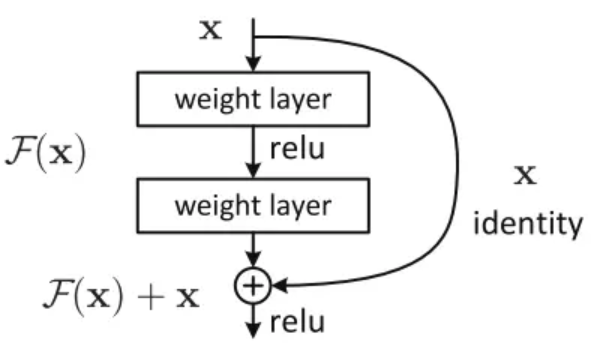 x
weight layer
relu
F(x)
weight layer
x
identity
F(x) + x
relu